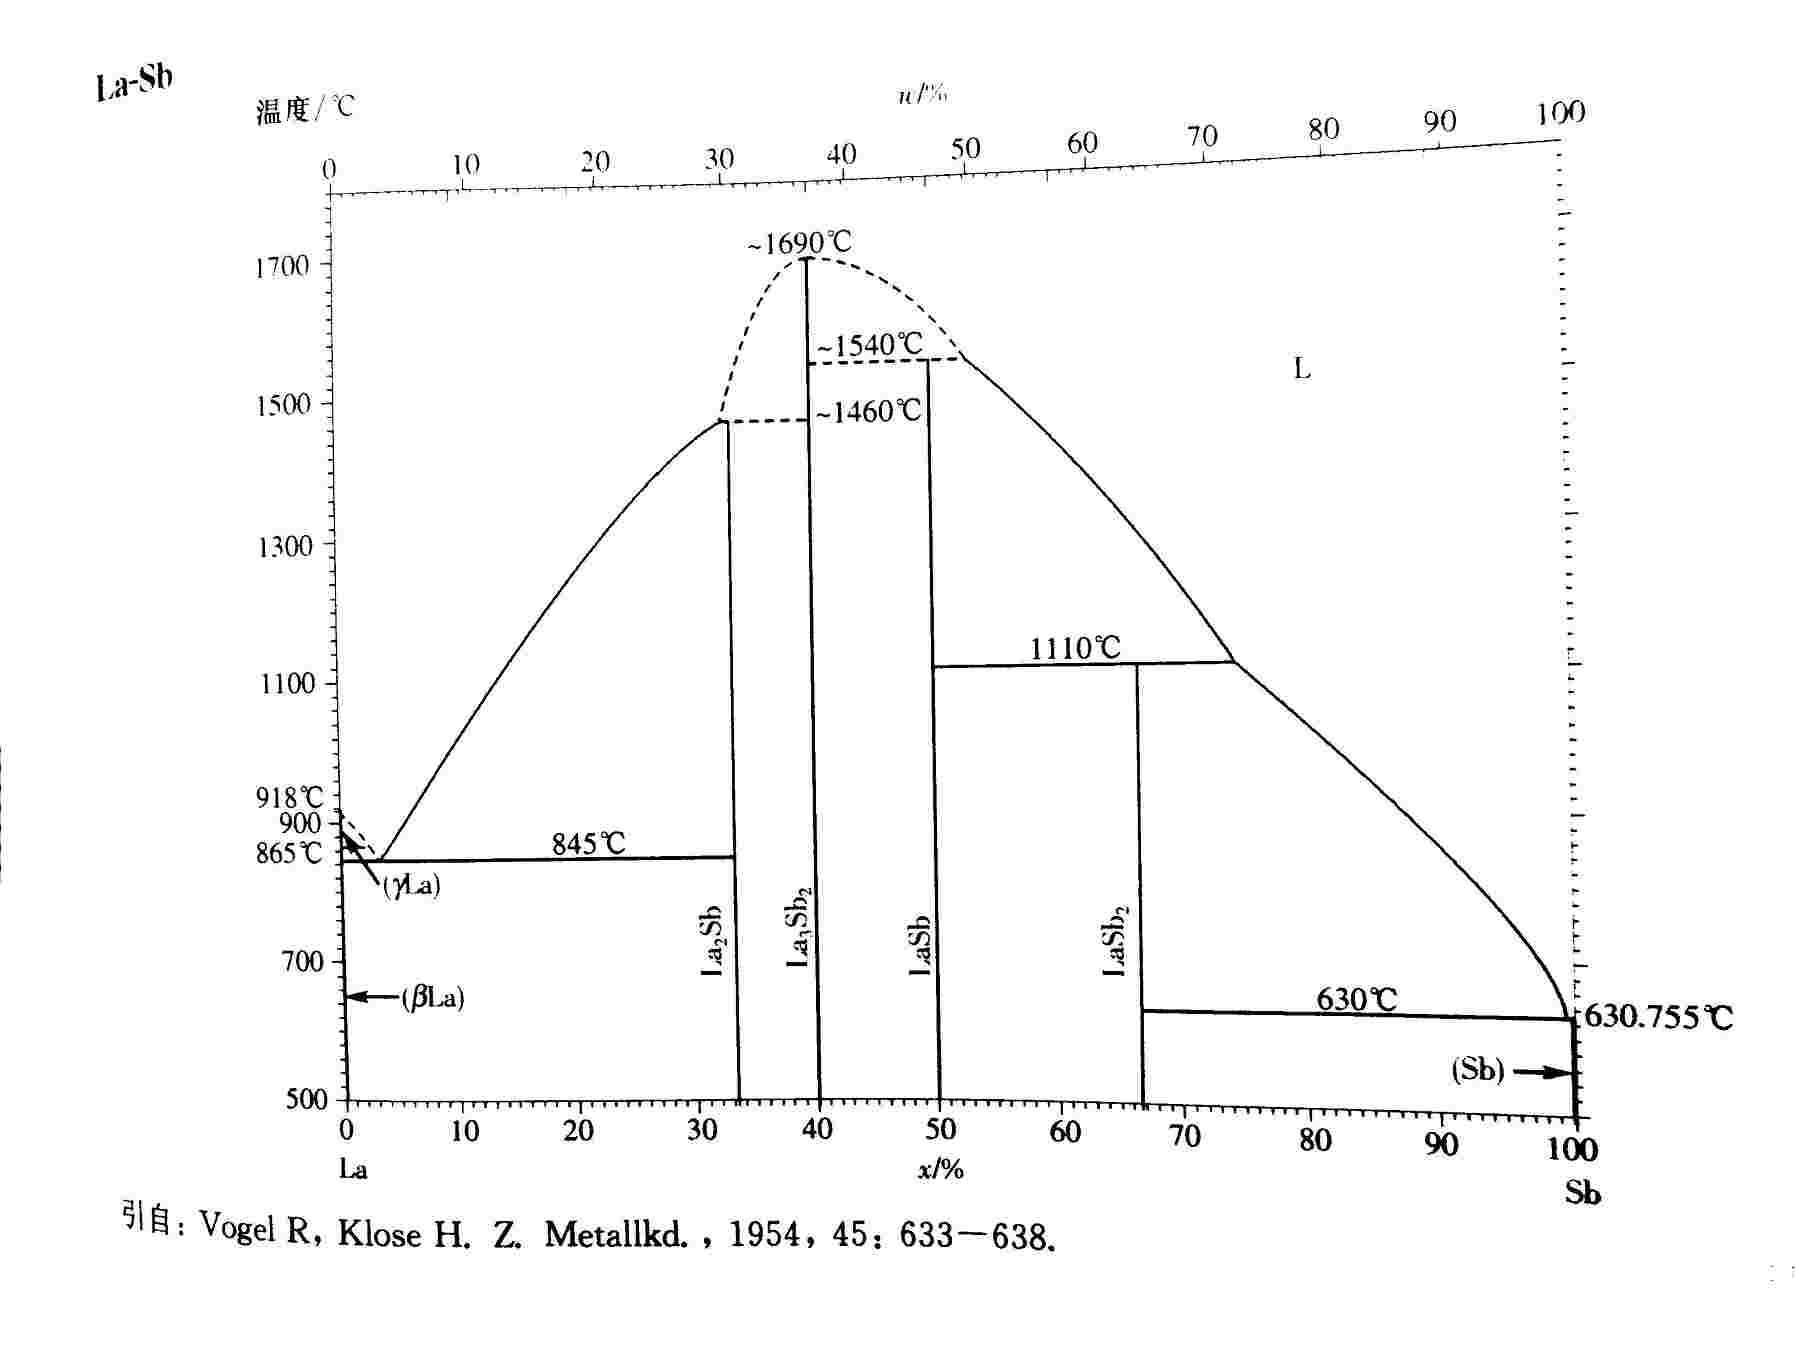 La-Sb
温度/℃
w/%
0 10 20 30 40 50 60 70 80 90 100
~1690℃
1700
~1540℃
L
1500
~1460℃
1300
1110℃
1100
918℃
900
845℃
865℃
(γLa)
La₂Sb
La₃Sb₂
LaSb
LaSb₂
700
(βLa)
630℃
630.755℃
(Sb)
500
0 10 20 30 40 50 60 70 80 90 100
La
x/%
Sb
引自: Vogel R, Klose H. Z. Metallkd. , 1954, 45: 633—638.